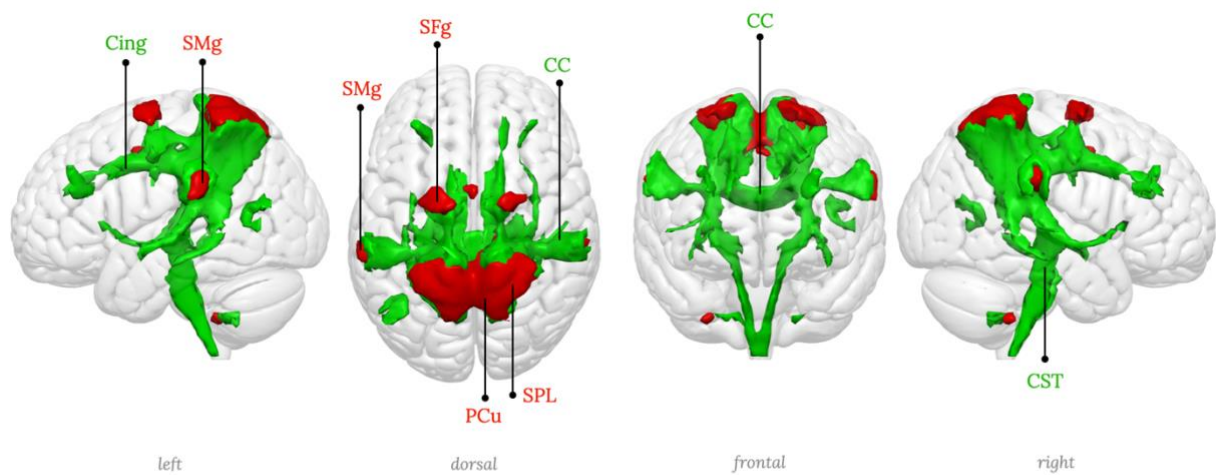 Cing
SMg
SFg
SMg
CC
PCu
SPL
CC
CST
left
dorsal
frontal
right